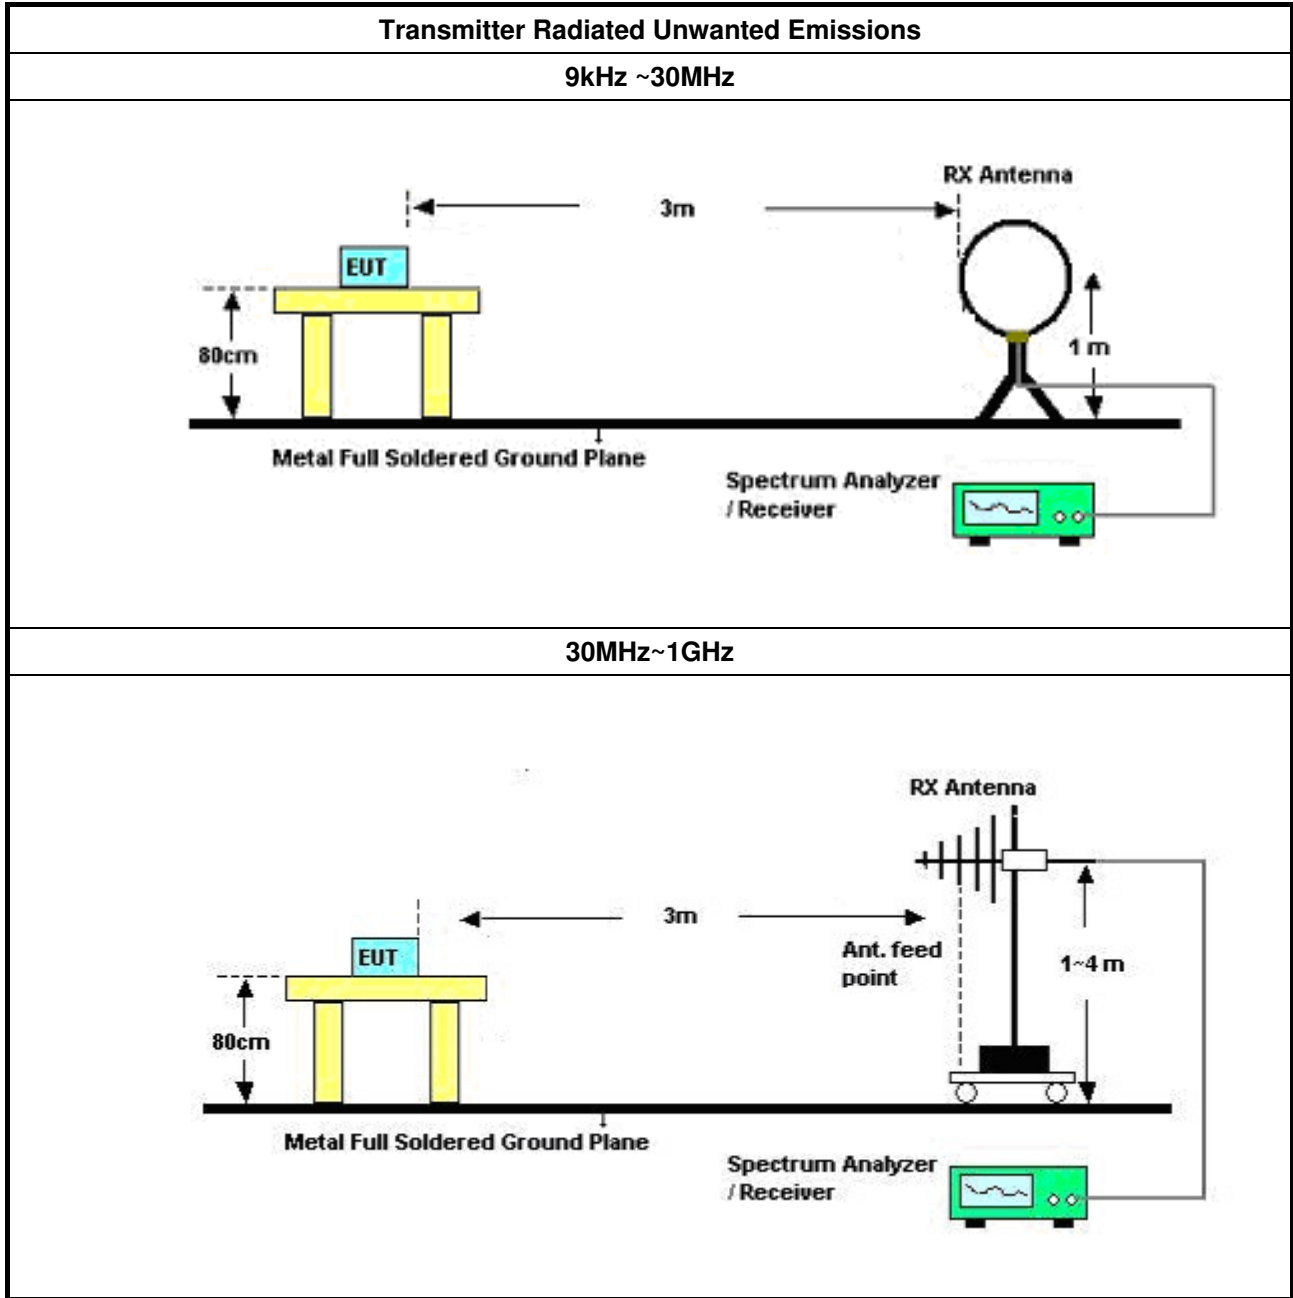 Transmitter Radiated Unwanted Emissions
9kHz ~30MHz
RX Antenna
3m
EUT
80cm
1 m
Metal Full Soldered Ground Plane
Spectrum Analyzer
/ Receiver
30MHz~1GHz
RX Antenna
3m
Ant. feed
point
EUT
1~4 m
80cm
Metal Full Soldered Ground Plane
Spectrum Analyzer
/ Receiver